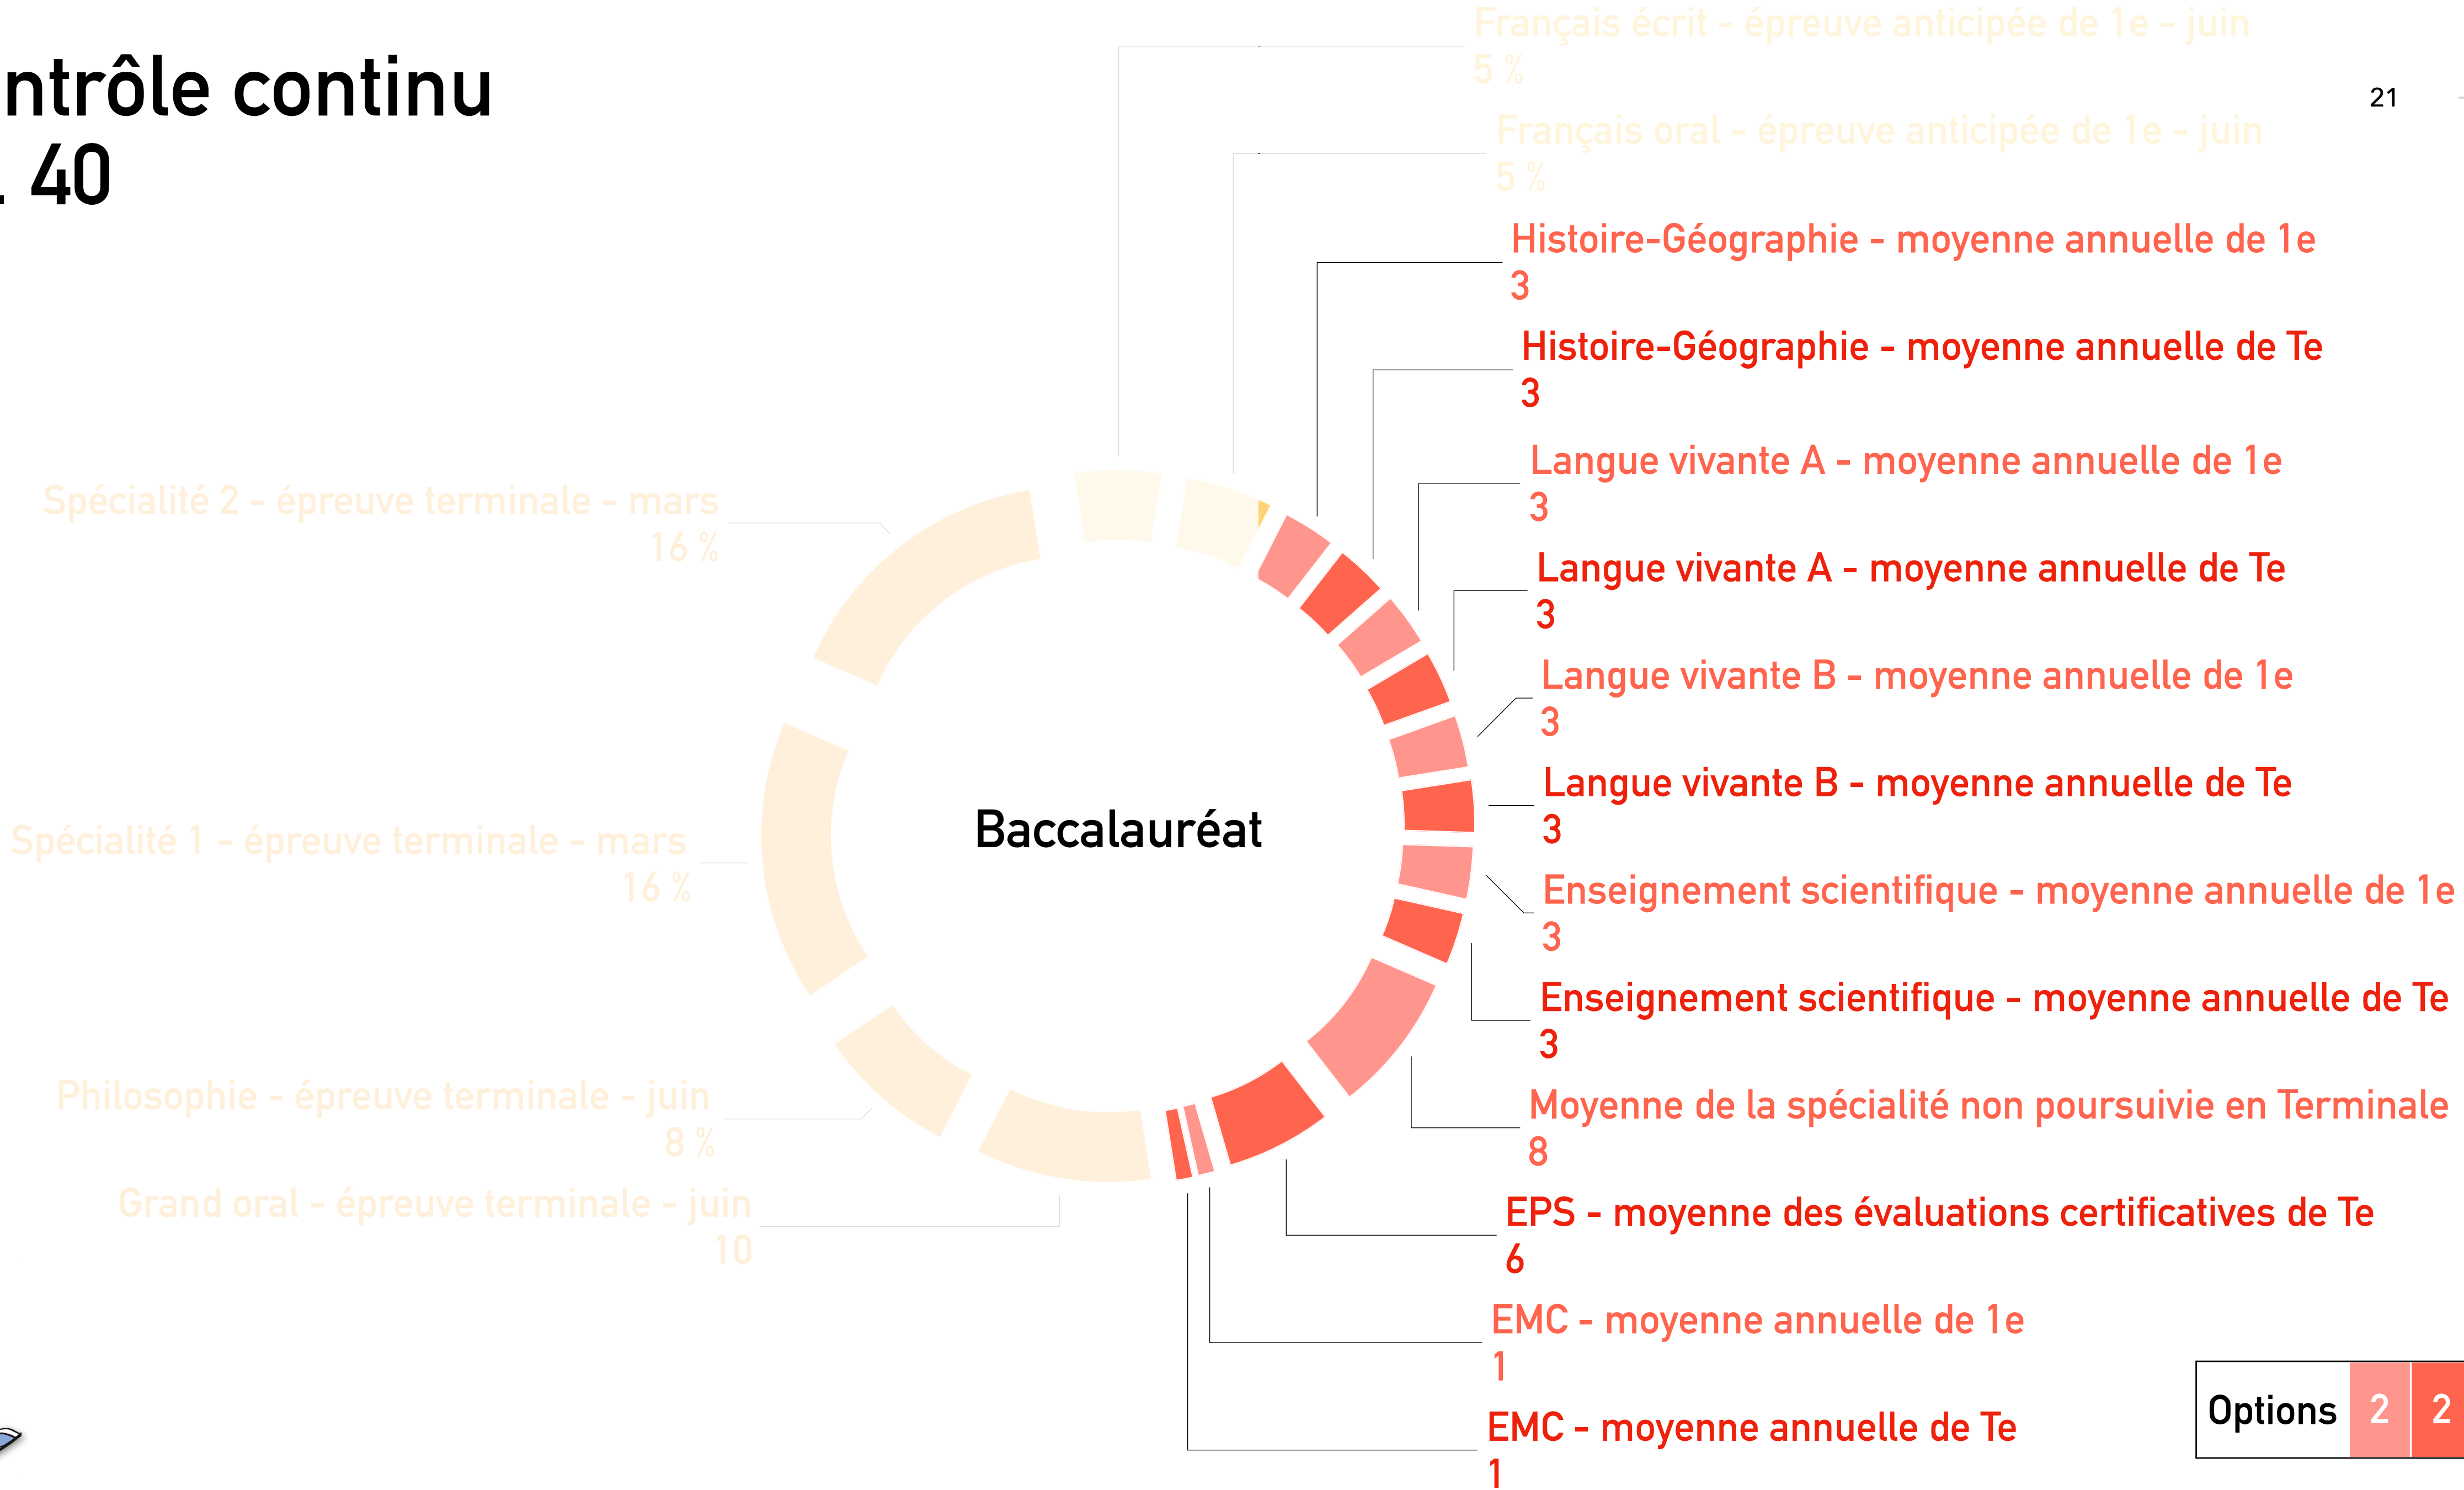 ntrôle continu
. 40
21
Français écrit - épreuve anticipée de 1e - juin
5 %
Français oral - épreuve anticipée de 1e - juin
5 %
Histoire-Géographie - moyenne annuelle de 1e
3
Histoire-Géographie - moyenne annuelle de Te
3
Langue vivante A - moyenne annuelle de 1e
3
Langue vivante A - moyenne annuelle de Te
3
Langue vivante B - moyenne annuelle de 1e
3
Langue vivante B - moyenne annuelle de Te
3
Enseignement scientifique - moyenne annuelle de 1e
3
Enseignement scientifique - moyenne annuelle de Te
3
Moyenne de la spécialité non poursuivie en Terminale
8
EPS - moyenne des évaluations certificatives de Te
6
EMC - moyenne annuelle de 1e
1
EMC - moyenne annuelle de Te
1
Spécialité 2 - épreuve terminale - mars
16 %
Spécialité 1 - épreuve terminale - mars
16 %
Philosophie - épreuve terminale - juin
8 %
Grand oral - épreuve terminale - juin
10
Baccalauréat
Options 2 2